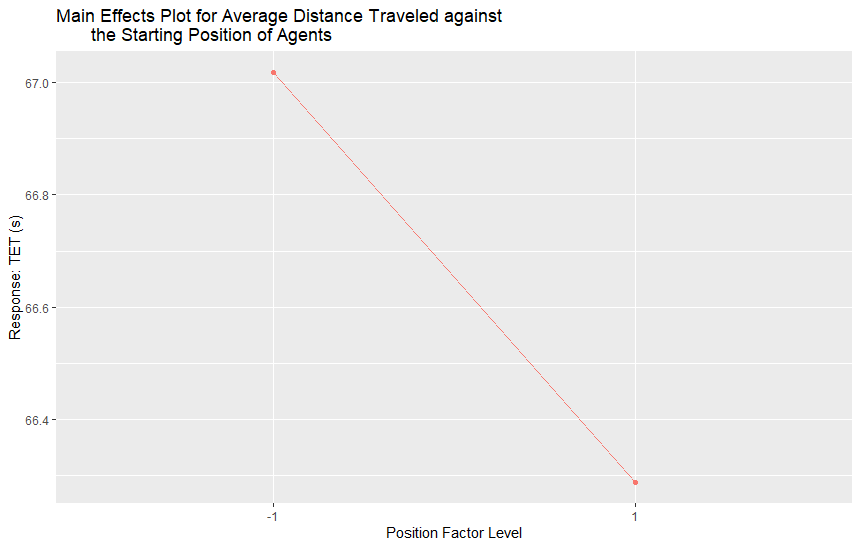 Main Effects Plot for Average Distance Traveled against
the Starting Position of Agents
Response: TET (s)
67.0
66.8
66.6
66.4
-1
1
Position Factor Level